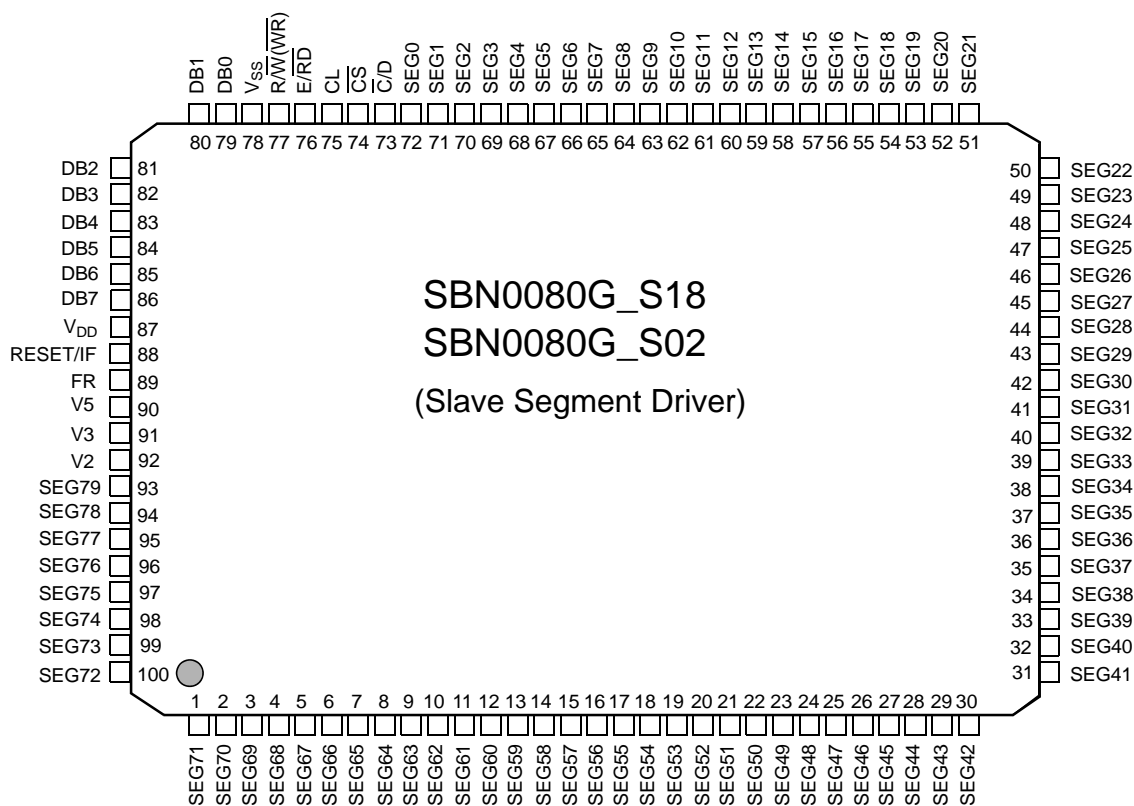 DB1
DB0
VSS
R/W(WR)
E/RD
CL
CS
C/D
SEG0
SEG1
SEG2
SEG3
SEG4
SEG5
SEG6
SEG7
SEG8
SEG9
SEG10
SEG11
SEG12
SEG13
SEG14
SEG15
SEG16
SEG17
SEG18
SEG19
SEG20
SEG21
80 79 78 77 76 75 74 73 72 71 70 69 68 67 66 65 64 63 62 61 60 59 58 57 56 55 54 53 52 51
DB2 81
DB3 82
DB4 83
DB5 84
DB6 85
DB7 86
VDD 87
RESET/IF 88
FR 89
V5 90
V3 91
V2 92
SEG79 93
SEG78 94
SEG77 95
SEG76 96
SEG75 97
SEG74 98
SEG73 99
SEG72 100
SBN0080G_S18
SBN0080G_S02
(Slave Segment Driver)
50 SEG22
49 SEG23
48 SEG24
47 SEG25
46 SEG26
45 SEG27
44 SEG28
43 SEG29
42 SEG30
41 SEG31
40 SEG32
39 SEG33
38 SEG34
37 SEG35
36 SEG36
35 SEG37
34 SEG38
33 SEG39
32 SEG40
31 SEG41
1 2 3 4 5 6 7 8 9 10 11 12 13 14 15 16 17 18 19 20 21 22 23 24 25 26 27 28 29 30
SEG71
SEG70
SEG69
SEG68
SEG67
SEG66
SEG65
SEG64
SEG63
SEG62
SEG61
SEG60
SEG59
SEG58
SEG57
SEG56
SEG55
SEG54
SEG53
SEG52
SEG51
SEG50
SEG49
SEG48
SEG47
SEG46
SEG45
SEG44
SEG43
SEG42